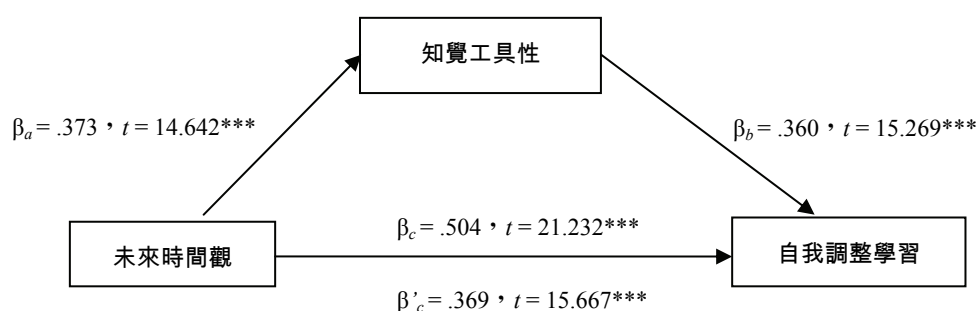 知覺工具性
βa = .373,t = 14.642***
βb = .360,t = 15.269***
未來時間觀
βc = .504,t = 21.232***
自我調整學習
β’c = .369,t = 15.667***